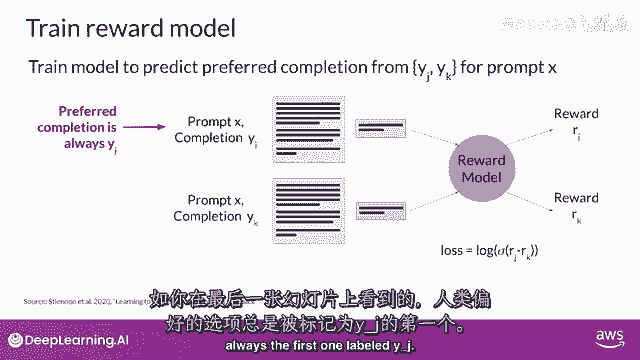 Train reward model
Train model to predict preferred completion from {y_j, y_k} for prompt x
Preferred
completion is
always y_j
Prompt x,
Completion y_j
Reward
r_j
Reward
Model
Prompt x,
Completion y_k
Reward
r_k
loss = log(σ(r_j-r_k))
Source: Stiennon et al. 2020, "Learning to
如你在最后一张幻灯片上看到的，人类偏
好的选项总是被标记为y_j的第一个。
always the first one labeled y_j.
DeepLearning.AI
aws